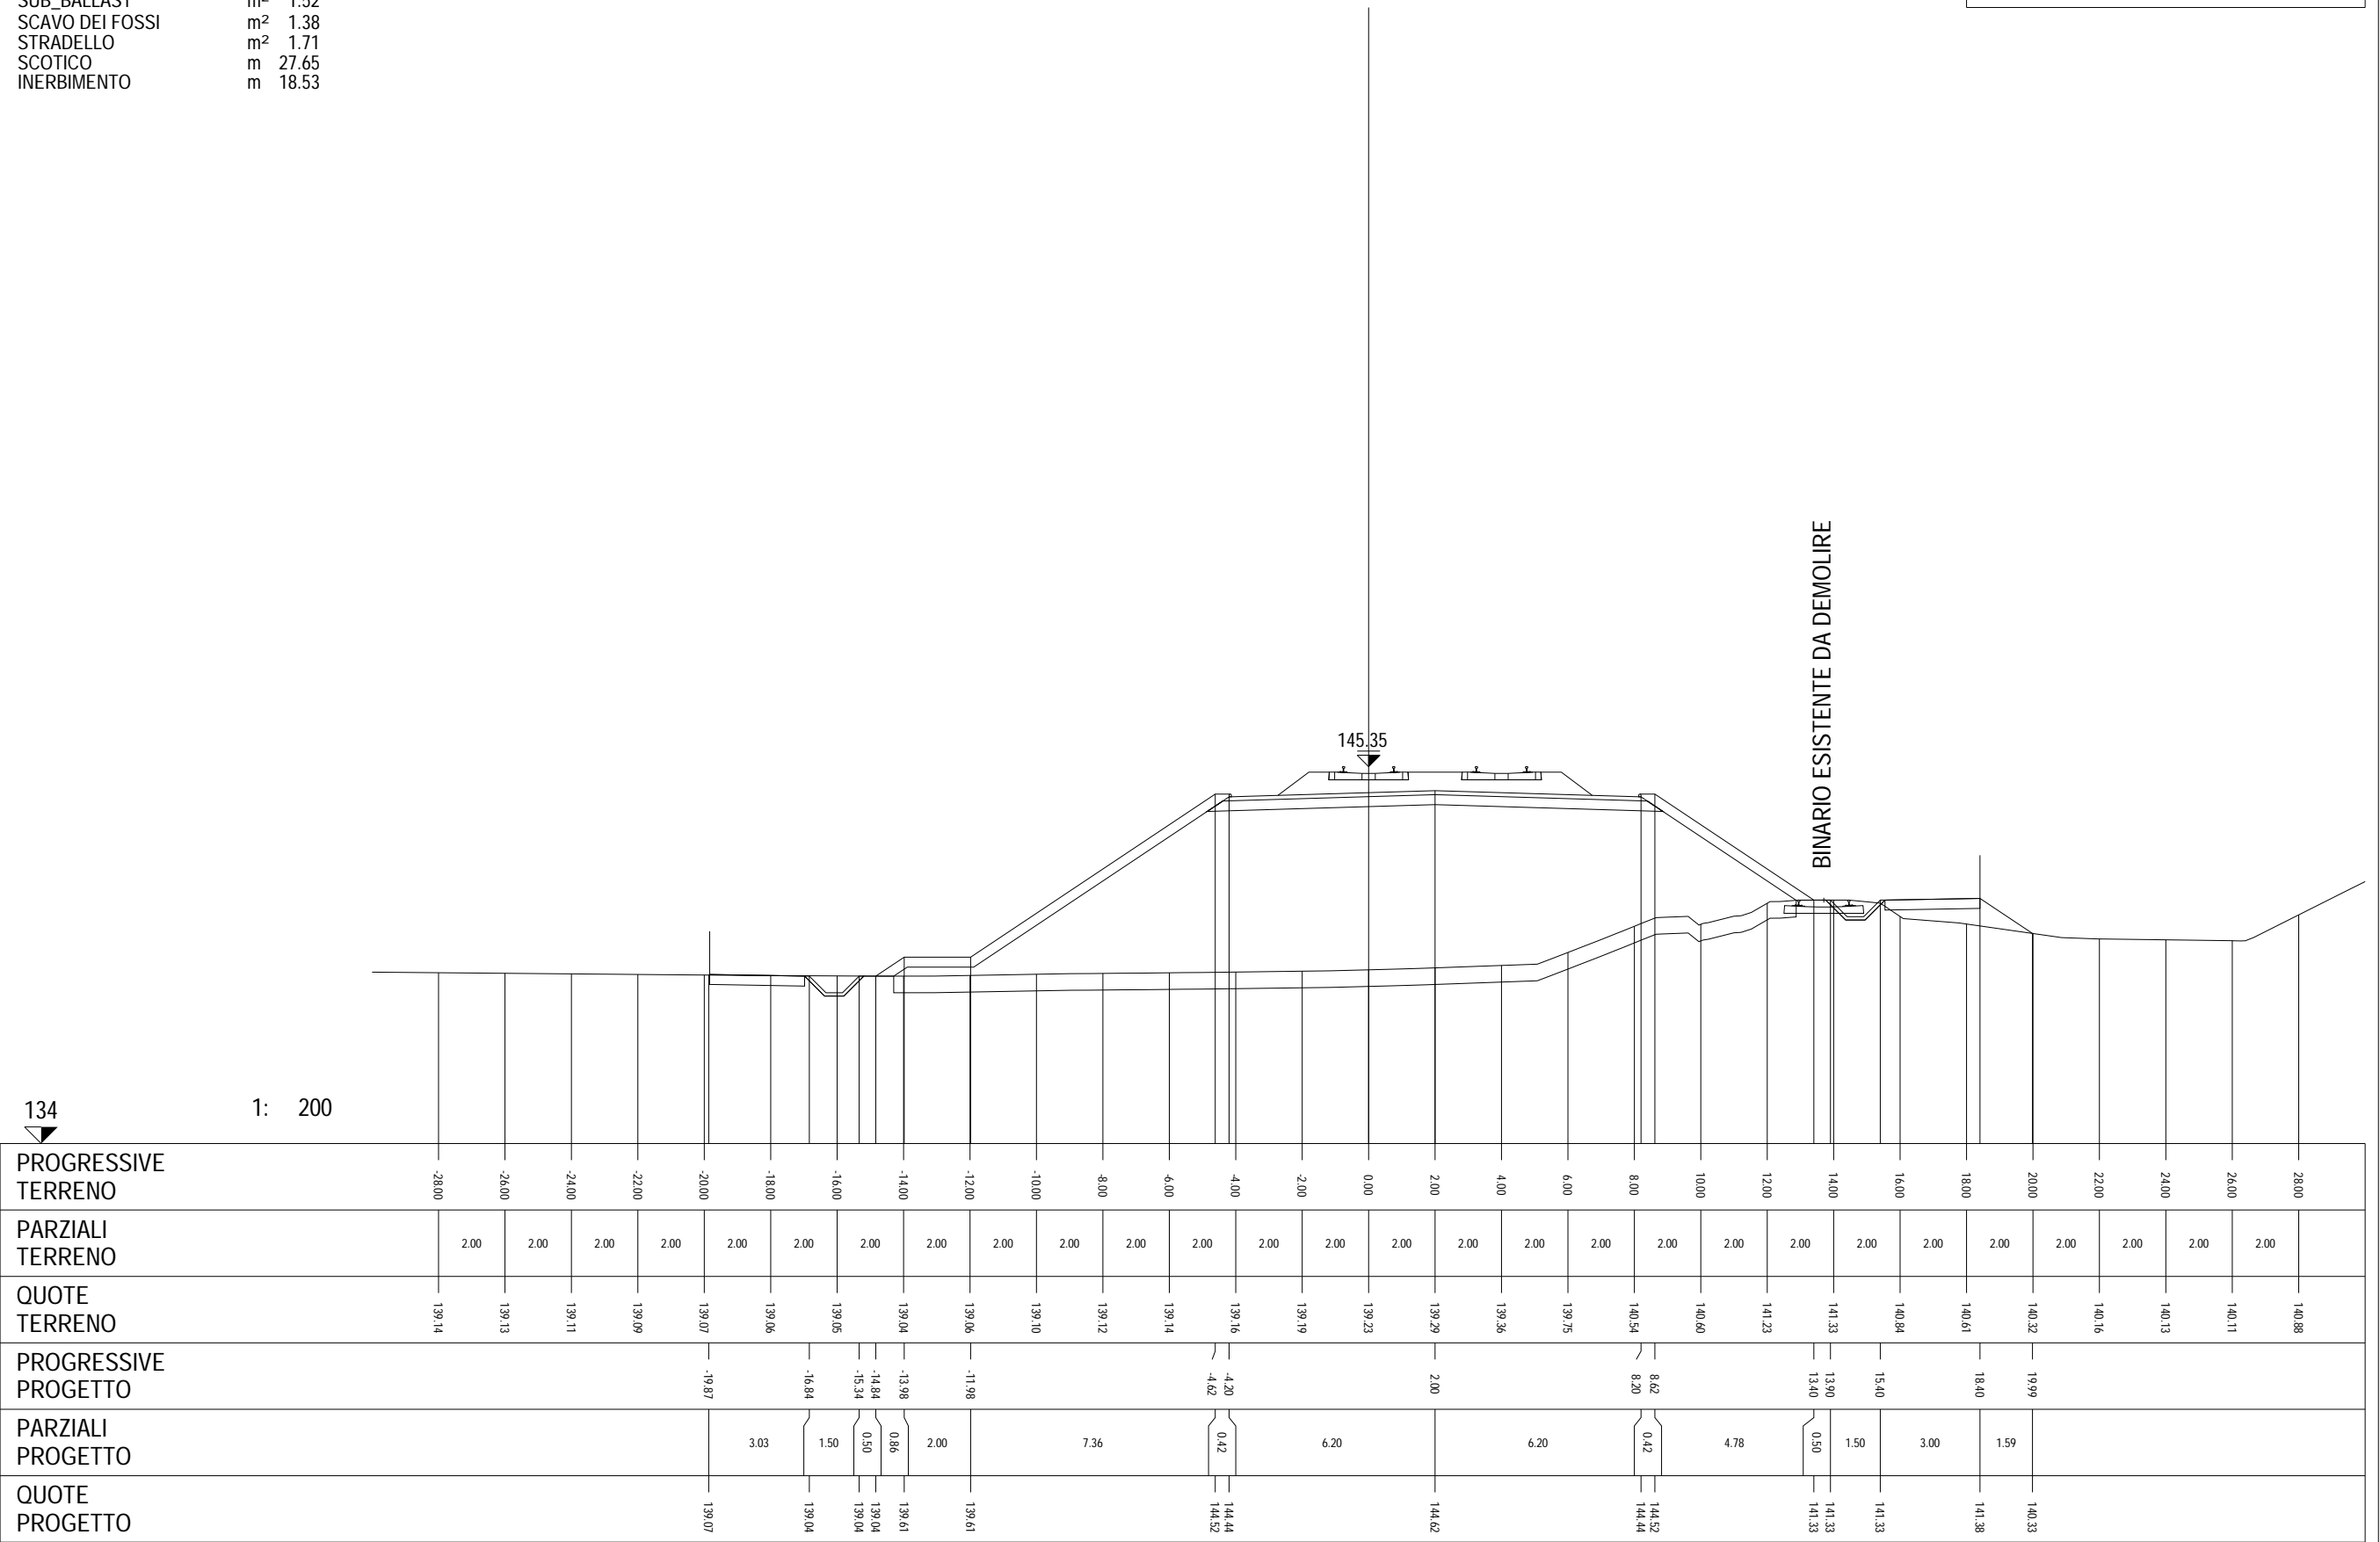 SUB_BALLAST m² 1.52
SCAVO DEI FOSSI m² 1.38
STRADELLO m² 1.71
SCOTICO m 27.65
INERBIMENTO m 18.53
BINARIO ESISTENTE DA DEMOLIRE
145.35
134
1: 200
PROGRESSIVE
TERRENO
-28.00 -26.00 -24.00 -22.00 -20.00 -18.00 -16.00 -14.00 -12.00 -10.00 -8.00 -6.00 -4.00 -2.00 0.00 2.00 4.00 6.00 8.00 10.00 12.00 14.00 16.00 18.00 20.00 22.00 24.00 26.00 28.00
PARZIALI
TERRENO
2.00 2.00 2.00 2.00 2.00 2.00 2.00 2.00 2.00 2.00 2.00 2.00 2.00 2.00 2.00 2.00 2.00 2.00 2.00 2.00 2.00 2.00 2.00 2.00 2.00 2.00 2.00 2.00
QUOTE
TERRENO
139.14 139.13 139.11 139.09 139.07 139.06 139.05 139.04 139.06 139.10 139.12 139.14 139.16 139.19 139.23 139.29 139.36 139.75 140.54 140.60 141.23 141.33 140.84 140.61 140.32 140.16 140.13 140.11 140.88
PROGRESSIVE
PROGETTO
-19.87 -16.84 -15.34 -14.84 -13.98 -11.98 -4.62 -4.20 2.00 8.20 8.62 13.40 13.90 15.40 18.40 19.99
PARZIALI
PROGETTO
3.03 1.50 0.50 0.86 2.00 7.36 0.42 6.20 6.20 0.42 4.78 0.50 1.50 3.00 1.59
QUOTE
PROGETTO
139.07 139.04 139.04 139.04 139.61 139.61 144.52 144.44 144.62 144.44 144.52 141.33 141.33 141.33 141.38 140.33